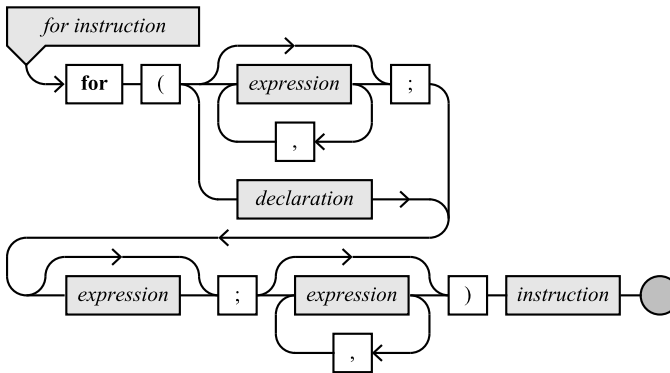 for instruction
for ( expression ;
,
declaration
expression ; expression ) instruction
,